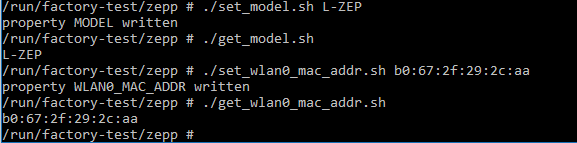 /run/factory-test/zepp # ./set_model.sh L-ZEP
property MODEL written
/run/factory-test/zepp # ./get_model.sh
L-ZEP
/run/factory-test/zepp # ./set_wlan0_mac_addr.sh b0:67:2f:29:2c:aa
property WLAN0_MAC_ADDR written
/run/factory-test/zepp # ./get_wlan0_mac_addr.sh
b0:67:2f:29:2c:aa
/run/factory-test/zepp #